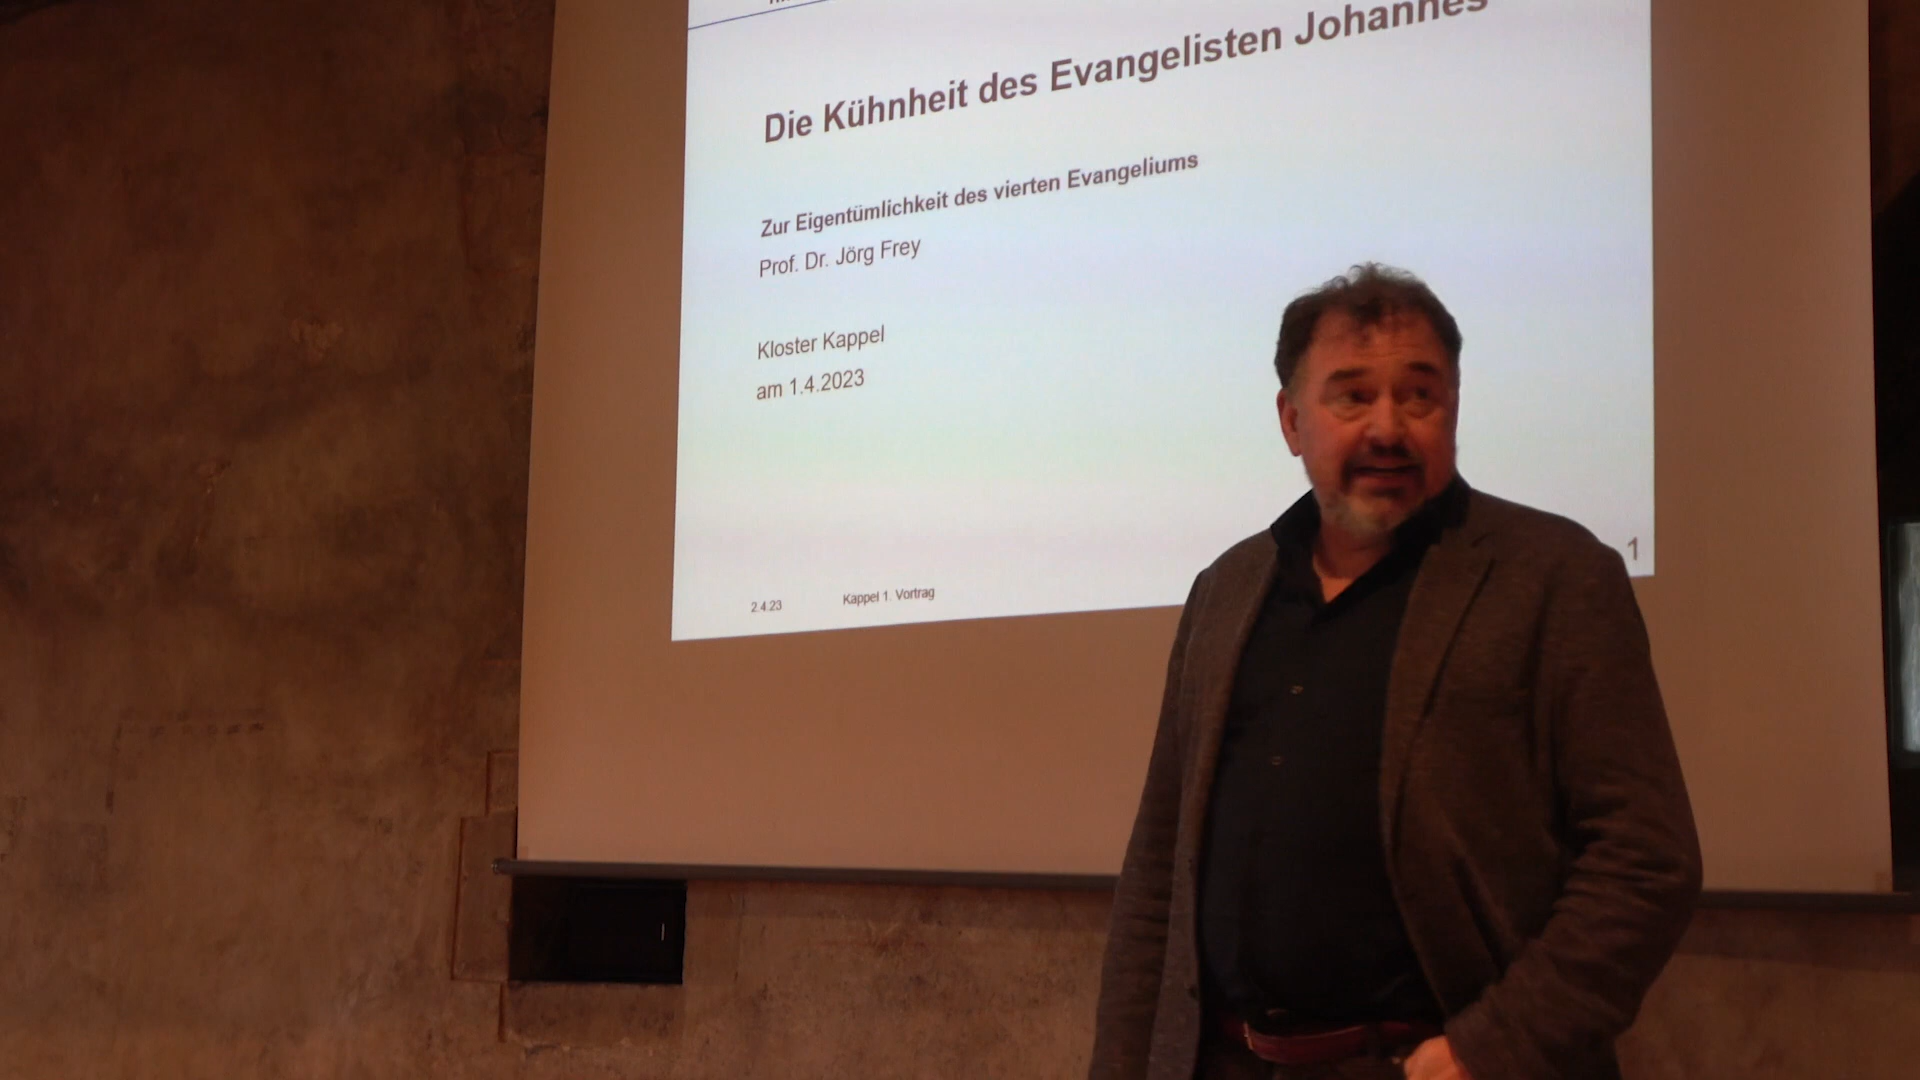 Die Kühnheit des Evangelisten Johannes
Zur Eigentümlichkeit des vierten Evangeliums
Prof. Dr. Jörg Frey
Kloster Kappel
am 1.4.2023
2.4.23 Kappel 1. Vortrag 1